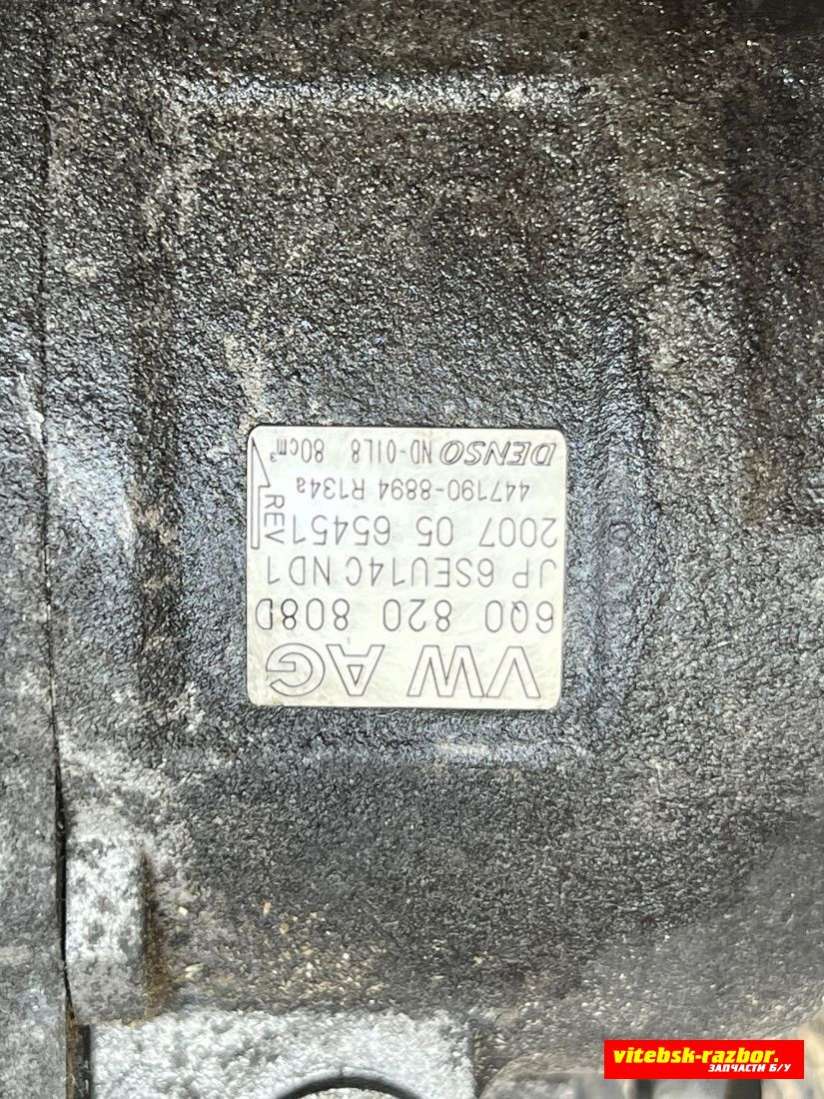 VW AG
6Q0 820 808D
JP 6SEU14C ND1
2007 05 65451
REV
447190-8894 R134a
DENSO ND-01L8 80cm³
vitebsk-razbor.
ЗАПЧАСТИ Б/У